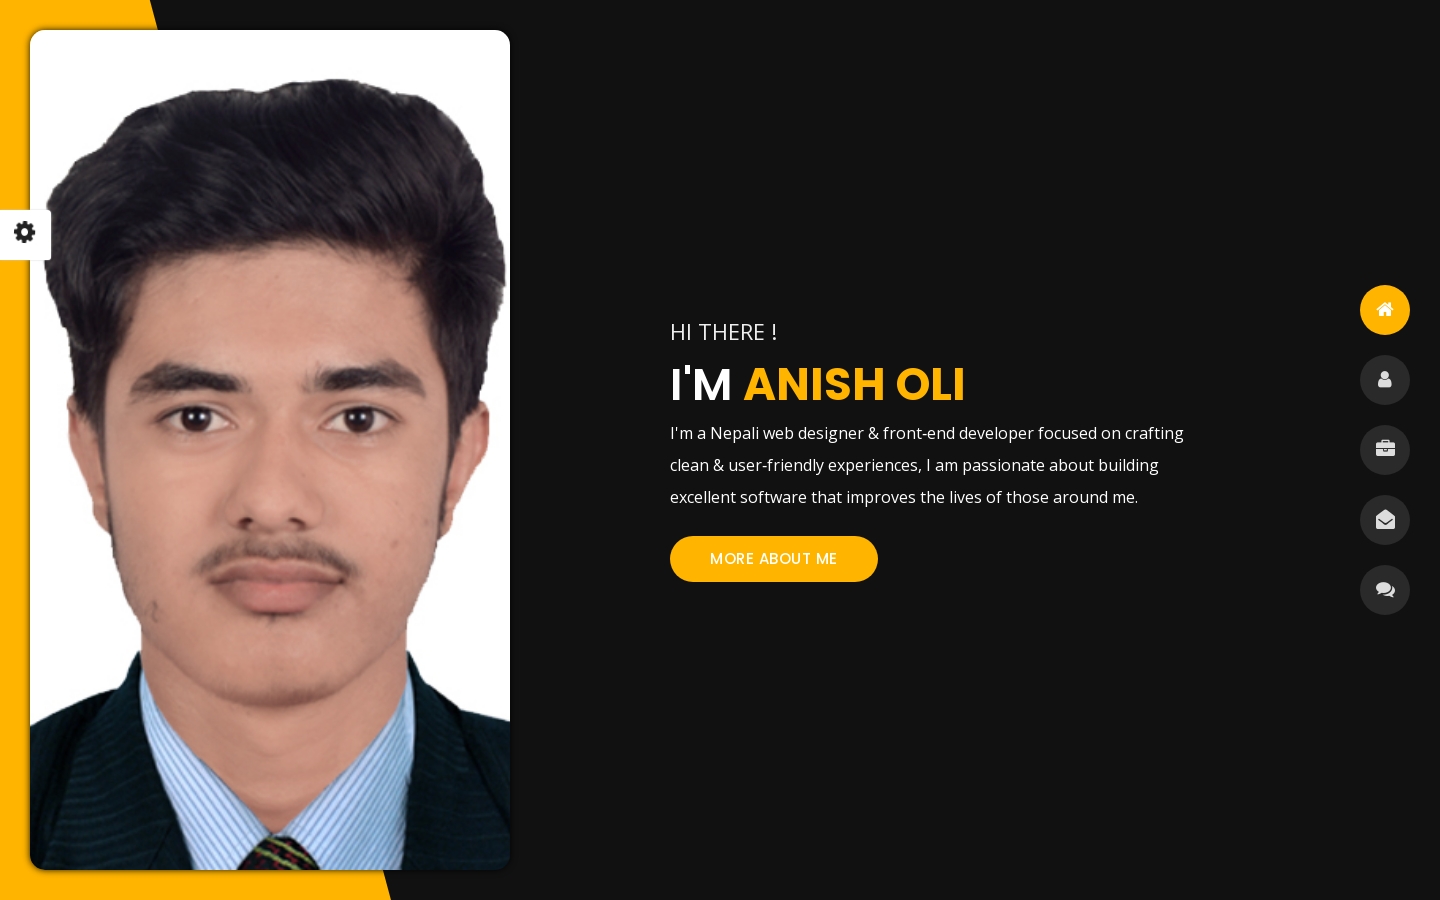 HI THERE !
I'M ANISH OLI
I'm a Nepali web designer & front-end developer focused on crafting
clean & user-friendly experiences, I am passionate about building
excellent software that improves the lives of those around me.
MORE ABOUT ME